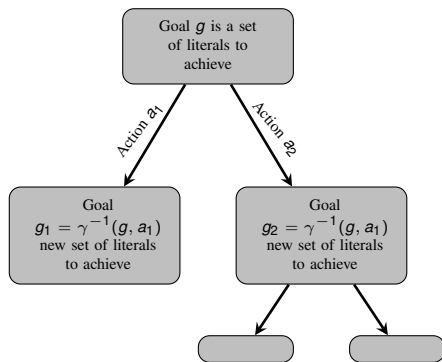 Goal g is a set
of literals to
achieve
Action a₁
Action a₂
Goal
g₁ = γ⁻¹(g, a₁)
new set of literals
to achieve
Goal
g₂ = γ⁻¹(g, a₁)
new set of literals
to achieve